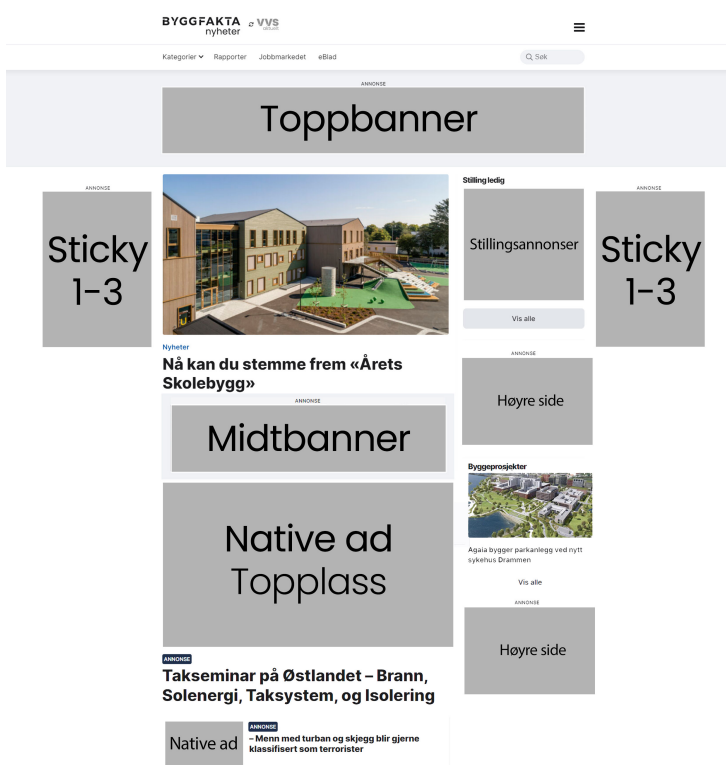 BYGGFAKTA
nyheter
VVS
aktuelt
Kategorier
Rapporter
Jobbmarkedet
eBlad
Søk
ANNONSE
Toppbanner
ANNONSE
Sticky
1-3
Stilling ledig
Stillingsannonser
Vis alle
ANNONSE
Sticky
1-3
Nyheter
Nå kan du stemme frem «Årets
Skolebygg»
ANNONSE
Midtbanner
ANNONSE
Høyre side
Byggeprosjekter
Agaia bygger parkanlegg ved nytt
sykehus Drammen
Vis alle
ANNONSE
Høyre side
Native ad
Topplass
ANNONSE
Takseminar på Østlandet – Brann,
Solenergi, Taksystem, og Isolering
Native ad
ANNONSE
– Menn med turban og skjegg blir gjerne
klassifisert som terrorister